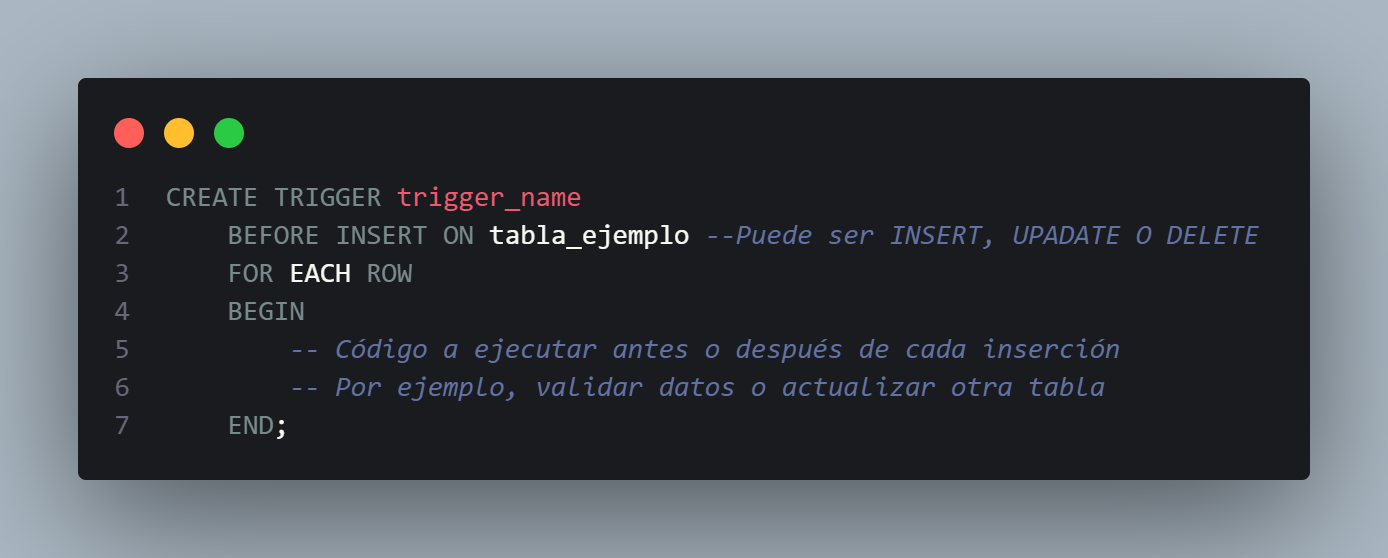 1 CREATE TRIGGER trigger_name
2 BEFORE INSERT ON tabla_ejemplo --Puede ser INSERT, UPADATE O DELETE
3 FOR EACH ROW
4 BEGIN
5 -- Código a ejecutar antes o después de cada inserción
6 -- Por ejemplo, validar datos o actualizar otra tabla
7 END;